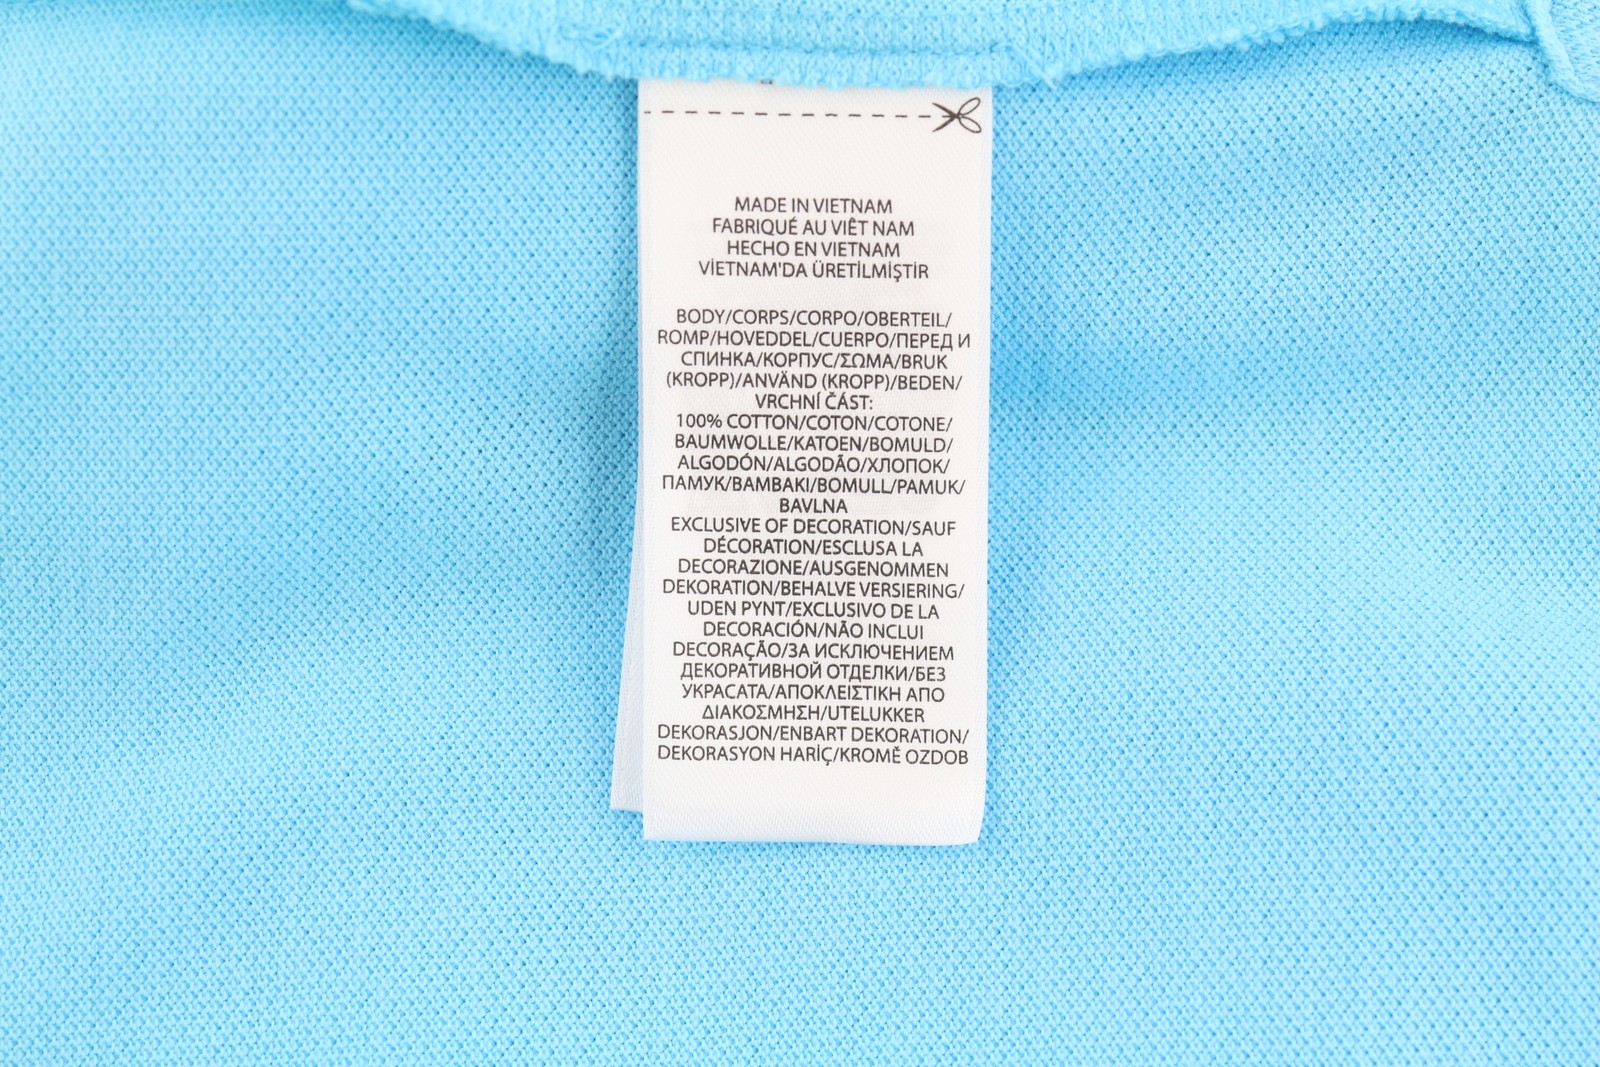 MADE IN VIETNAM
FABRIQUÉ AU VIÊT NAM
HECHO EN VIETNAM
VİETNAM'DA ÜRETİLMİŞTİR
BODY/CORPS/CORPO/OBERTEIL/
ROMP/HOVEDDEL/CUERPO/ПЕРЕД И
СПИНКА/КОРПУС/ΣΩΜΑ/BRUK
(KROPP)/ANVÄND (KROPP)/BEDEN/
VRCHNÍ ČÁST:
100% COTTON/COTON/COTONE/
BAUMWOLLE/KATOEN/BOMULD/
ALGODÓN/ALGODÃO/ХЛОПОК/
ПАМУК/ΒΑΜΒΑΚΙ/BOMULL/PAMUK/
BAVLNA
EXCLUSIVE OF DECORATION/SAUF
DÉCORATION/ESCLUSA LA
DECORAZIONE/AUSGENOMMEN
DEKORATION/BEHALVE VERSIERING/
UDEN PYNT/EXCLUSIVO DE LA
DECORACIÓN/NÃO INCLUI
DECORAÇÃO/ЗА ИСКЛЮЧЕНИЕМ
ДЕКОРАТИВНОЙ ОТДЕЛКИ/БЕЗ
УКРАСАТА/ΑΠΟΚΛΕΙΣΤΙΚΗ ΑΠΟ
ΔΙΑΚΟΣΜΗΣΗ/UTELUKKER
DEKORASJON/ENBART DEKORATION/
DEKORASYON HARİÇ/KROMĚ OZDOB